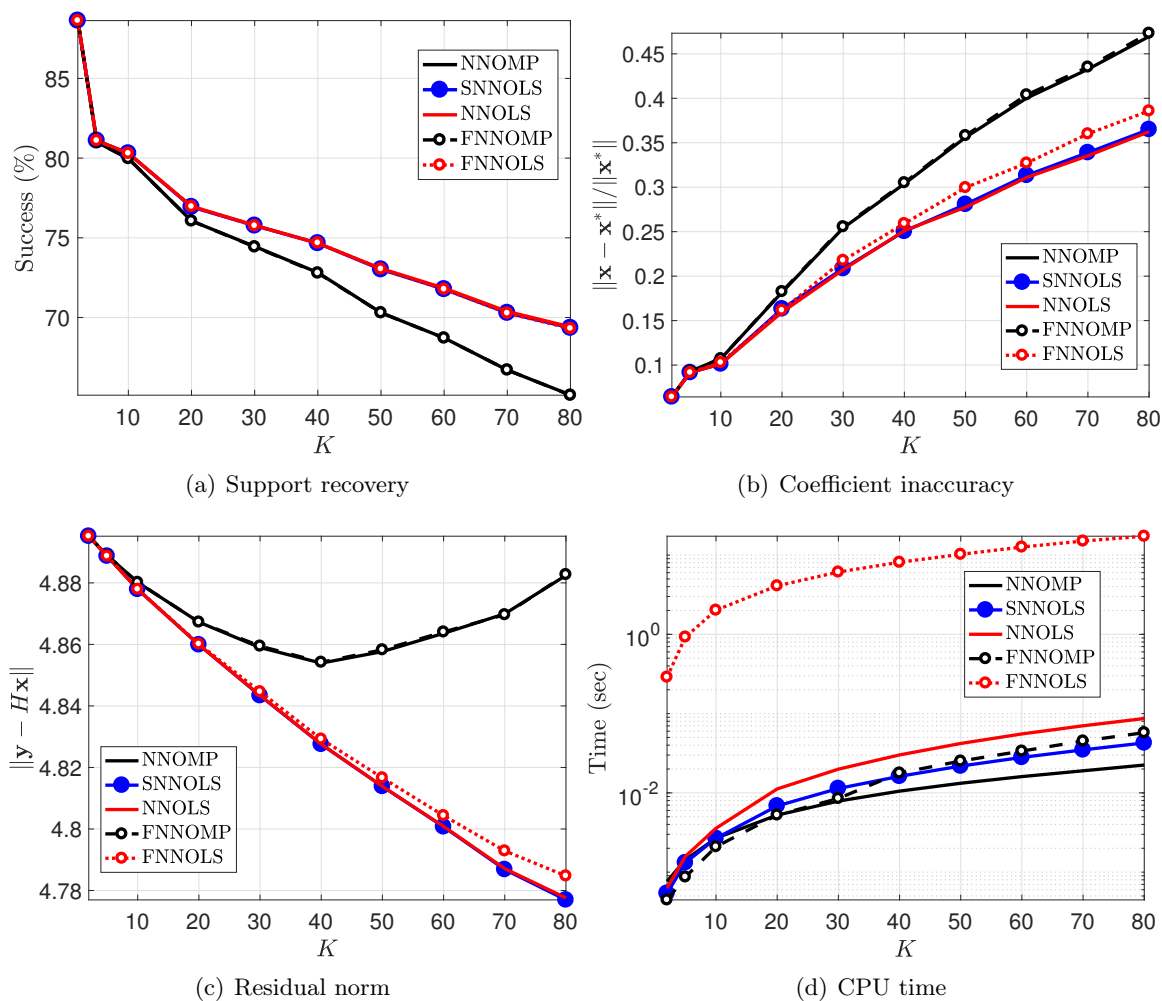 85
80
75
70
Success (%)
10 20 30 40 50 60 70 80
K
NNOMP
SNNOLS
NNOLS
FNNOMP
FNNOLS
(a) Support recovery
0.45
0.4
0.35
0.3
0.25
0.2
0.15
0.1
||x − x*||/||x*||
10 20 30 40 50 60 70 80
K
NNOMP
SNNOLS
NNOLS
FNNOMP
FNNOLS
(b) Coefficient inaccuracy
4.88
4.86
4.84
4.82
4.8
4.78
||y − Hx||
10 20 30 40 50 60 70 80
K
NNOMP
SNNOLS
NNOLS
FNNOMP
FNNOLS
(c) Residual norm
10⁰
10⁻²
Time (sec)
10 20 30 40 50 60 70 80
K
NNOMP
SNNOLS
NNOLS
FNNOMP
FNNOLS
(d) CPU time